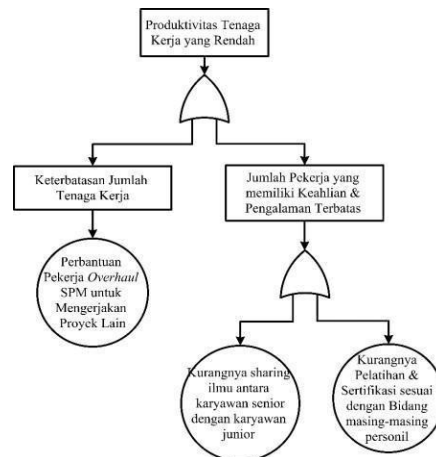 Produktivitas Tenaga
Kerja yang Rendah
Keterbatasan Jumlah
Tenaga Kerja
Jumlah Pekerja yang
memiliki Keahlian &
Pengalaman Terbatas
Perbantuan
Pekerja Overhaul
SPM untuk
Mengerjakan
Proyek Lain
Kurangnya sharing
ilmu antara
karyawan senior
dengan karyawan
junior
Kurangnya
Pelatihan &
Sertifikasi sesuai
dengan Bidang
masing-masing
personil